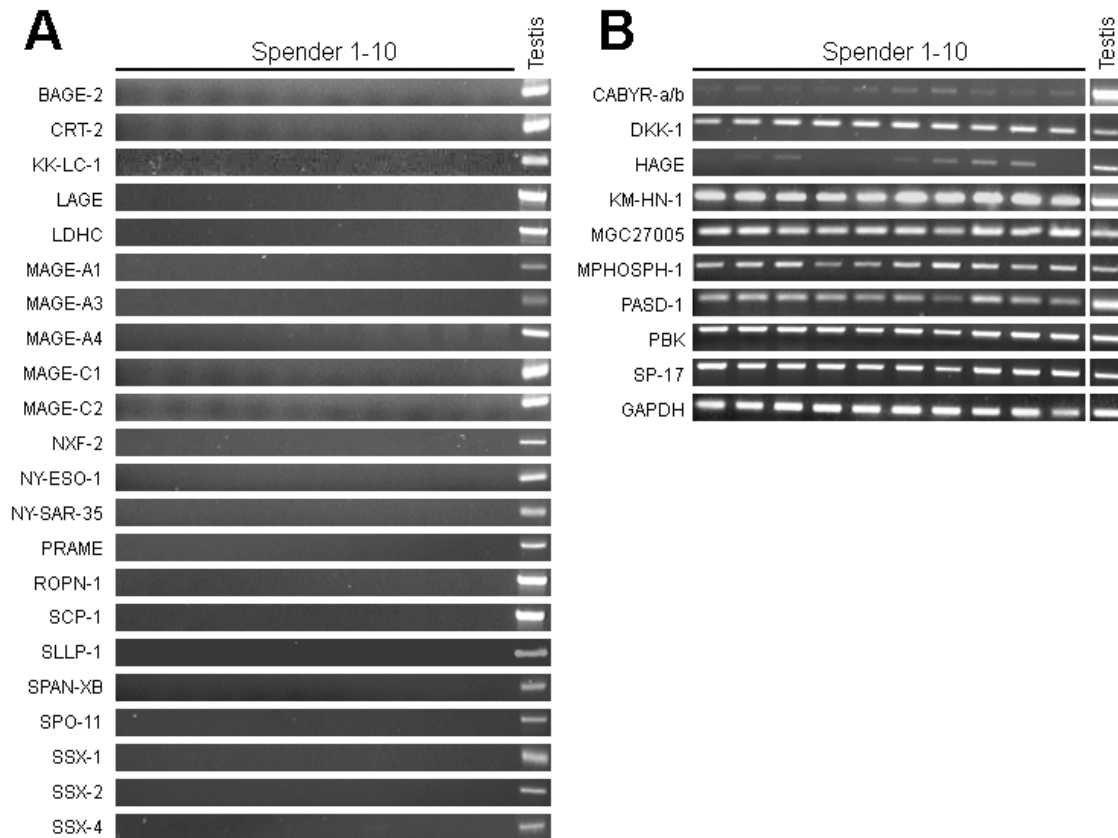 A
Spender 1-10
Testis
BAGE-2
CRT-2
KK-LC-1
LAGE
LDHC
MAGE-A1
MAGE-A3
MAGE-A4
MAGE-C1
MAGE-C2
NXF-2
NY-ESO-1
NY-SAR-35
PRAME
ROPN-1
SCP-1
SLLP-1
SPAN-XB
SPO-11
SSX-1
SSX-2
SSX-4
B
Spender 1-10
Testis
CABYR-a/b
DKK-1
HAGE
KM-HN-1
MGC27005
MPHOSPH-1
PASD-1
PBK
SP-17
GAPDH